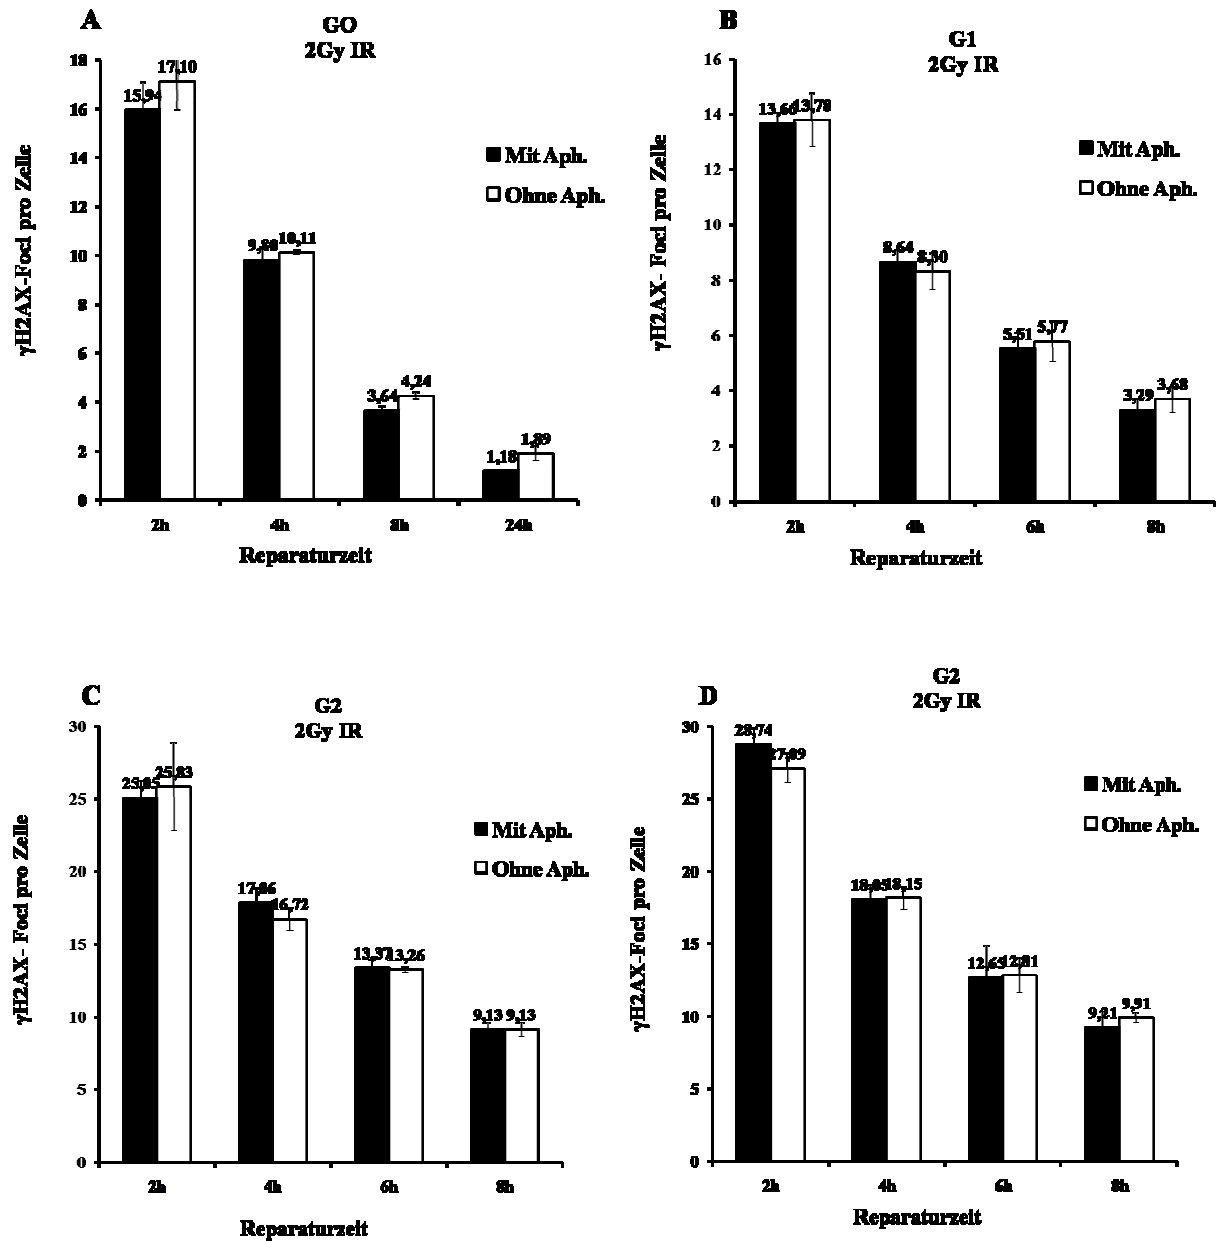 A
GO
2Gy IR
γH2AX-Foci pro Zelle
18
16
14
12
10
8
6
4
2
0
15,94
17,10
9,80
10,11
3,64
4,24
1,18
1,89
Mit Aph.
Ohne Aph.
2h
4h
8h
24h
Reparaturzeit
B
G1
2Gy IR
γH2AX- Foci pro Zelle
16
14
12
10
8
6
4
2
0
13,66
13,78
8,64
8,30
5,51
5,77
3,29
3,68
Mit Aph.
Ohne Aph.
2h
4h
6h
8h
Reparaturzeit
C
G2
2Gy IR
γH2AX- Foci pro Zelle
30
25
20
15
10
5
0
25,05
25,83
17,86
16,72
13,37
13,26
9,13
9,13
Mit Aph.
Ohne Aph.
2h
4h
6h
8h
Reparaturzeit
D
G2
2Gy IR
γH2AX-Foci pro Zelle
30
25
20
15
10
5
0
28,74
27,09
18,05
18,15
12,65
12,81
9,21
9,91
Mit Aph.
Ohne Aph.
2h
4h
6h
8h
Reparaturzeit